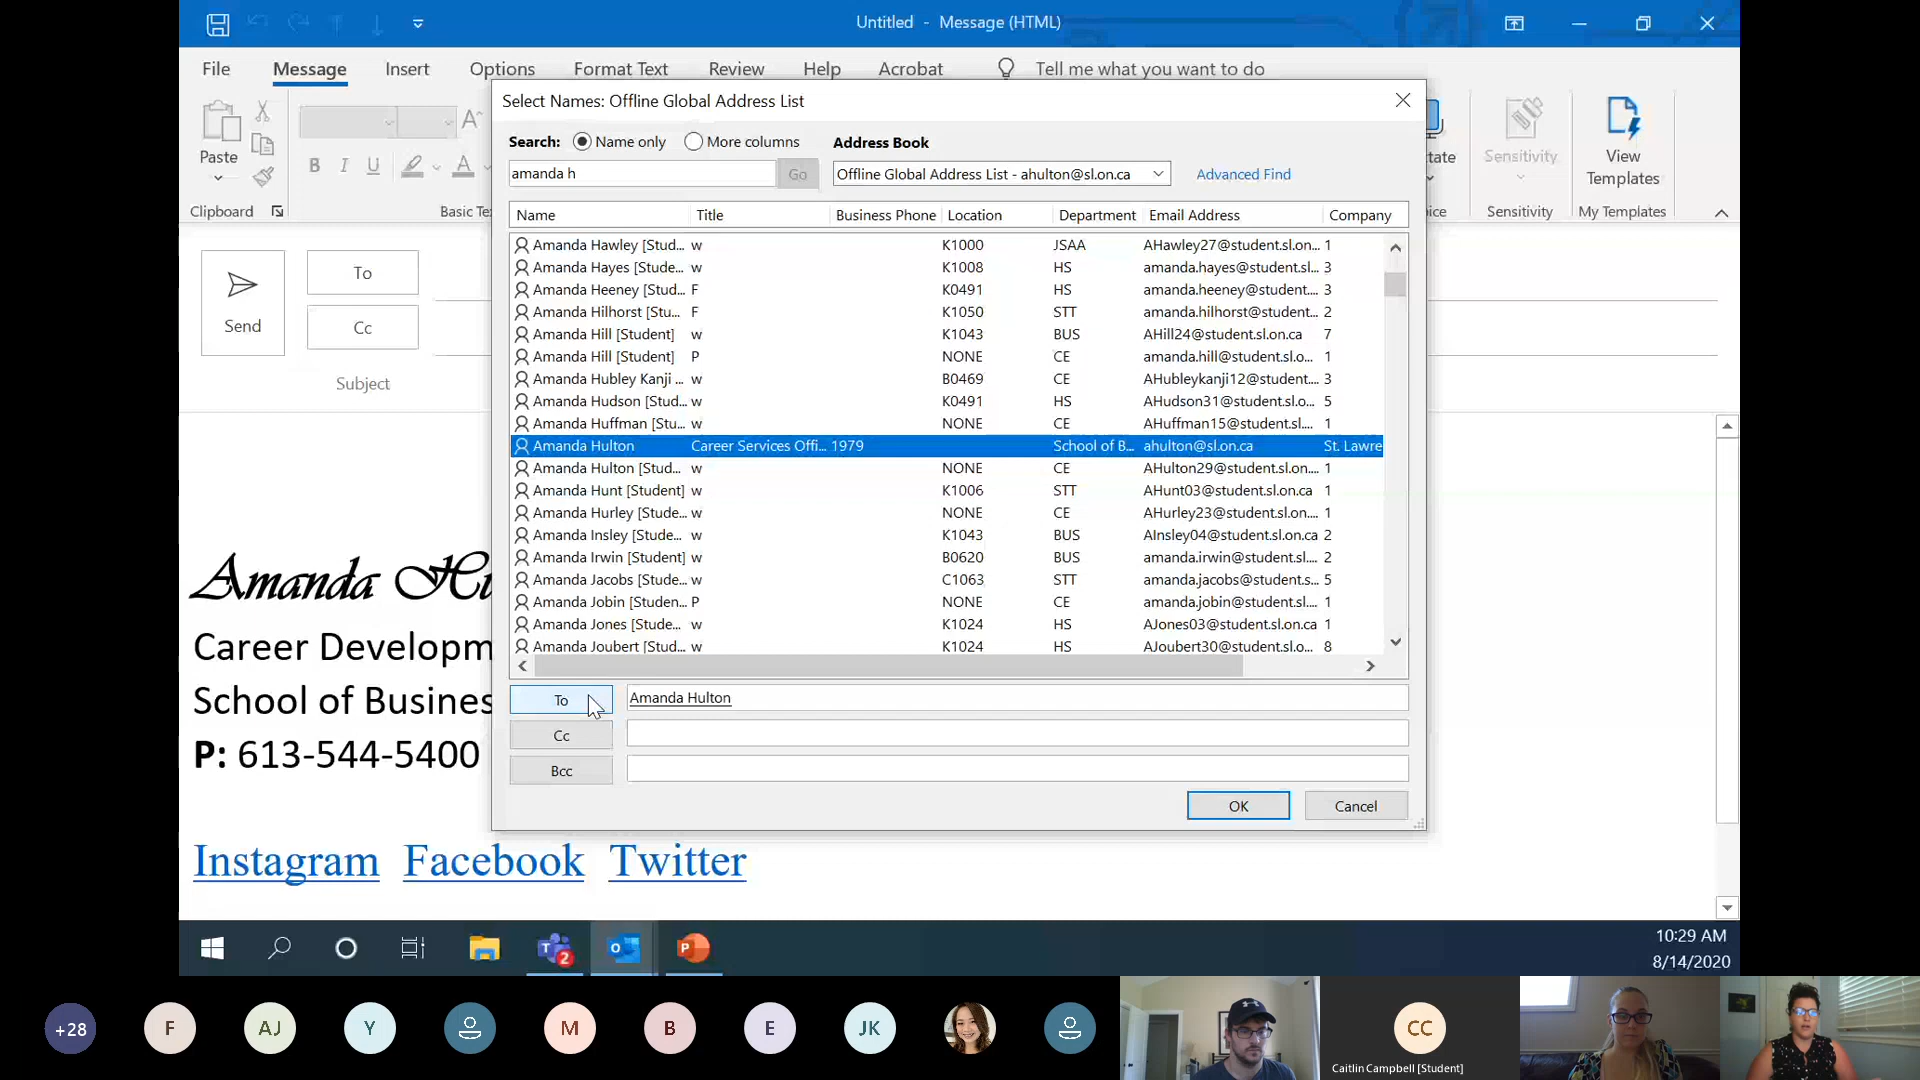 Untitled - Message (HTML)
File Message Insert Options Format Text Review Help Acrobat Tell me what you want to do
Select Names: Offline Global Address List
Search: Name only More columns Address Book
amanda h Go Offline Global Address List - ahulton@sl.on.ca Advanced Find
Paste
B I U A
Sensitivity
View
Templates
Clipboard
Sensitivity
My Templates
Name Title Business Phone Location Department Email Address Company
Amanda Hawley [Stud... w K1000 JSAA AHawley27@student.sl.on... 1
Amanda Hayes [Stude... w K1008 HS amanda.hayes@student.sl... 3
Amanda Heeney [Stud... F K0491 HS amanda.heeney@student.... 3
Amanda Hilhorst [Stu... F K1050 STT amanda.hilhorst@student... 2
Amanda Hill [Student] w K1043 BUS AHill24@student.sl.on.ca 7
Amanda Hill [Student] P NONE CE amanda.hill@student.sl.o... 1
Amanda Hubley Kanji ... w B0469 CE AHubleykanji12@student.... 3
Amanda Hudson [Stud... w K0491 HS AHudson31@student.sl.o... 5
Amanda Huffman [Stu... w NONE CE AHuffman15@student.sl.... 1
Amanda Hulton Career Services Offi... 1979 School of B... ahulton@sl.on.ca St. Lawre
Amanda Hulton [Stud... w NONE CE AHulton29@student.sl.on.... 1
Amanda Hunt [Student] w K1006 STT AHunt03@student.sl.on.ca 1
Amanda Hurley [Stude... w NONE CE AHurley23@student.sl.on.... 1
Amanda Insley [Stude... w K1043 BUS AInsley04@student.sl.on.ca 2
Amanda Irwin [Student] w B0620 BUS amanda.irwin@student.sl.... 2
Amanda Jacobs [Stude... w C1063 STT amanda.jacobs@student.s... 5
Amanda Jobin [Studen... P NONE CE amanda.jobin@student.sl.... 1
Amanda Jones [Stude... w K1024 HS AJones03@student.sl.on.ca 1
Amanda Joubert [Stud... w K1024 HS AJoubert30@student.sl.o... 8
To Amanda Hulton
Cc
Bcc
OK Cancel
Send
To
Cc
Subject
Amanda Hu
Career Developm
School of Busines
P: 613-544-5400
Instagram Facebook Twitter
2
10:29 AM
8/14/2020
+28 F AJ Y M B E JK CC
Caitlin Campbell [Student]